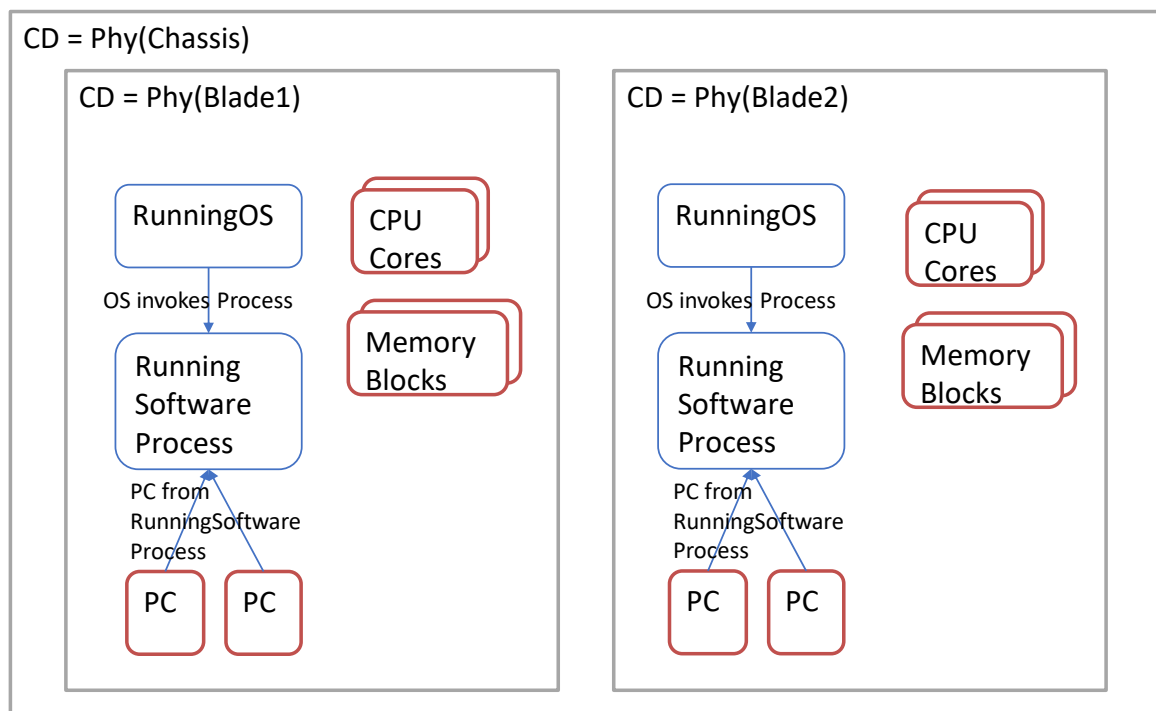 CD = Phy(Chassis)
CD = Phy(Blade1)
RunningOS
CPU
Cores
OS invokes Process
Memory
Blocks
Running
Software
Process
PC from
RunningSoftware
Process
PC
PC
CD = Phy(Blade2)
RunningOS
CPU
Cores
OS invokes Process
Memory
Blocks
Running
Software
Process
PC from
RunningSoftware
Process
PC
PC